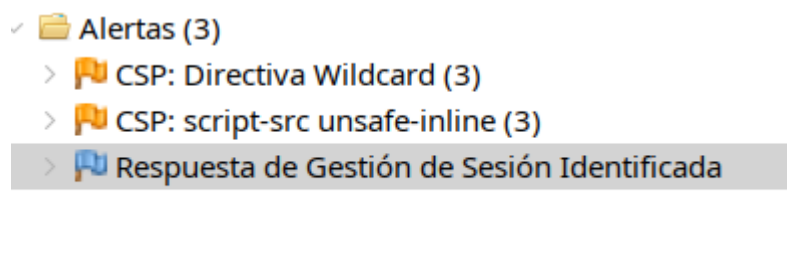 Alertas (3)
CSP: Directiva Wildcard (3)
CSP: script-src unsafe-inline (3)
Respuesta de Gestión de Sesión Identificada